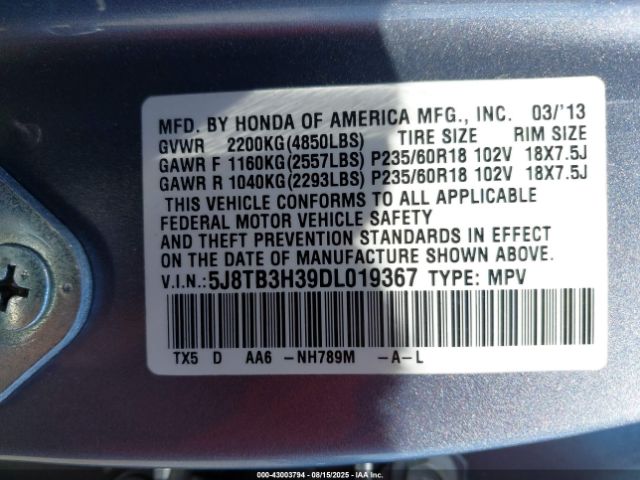 MFD. BY HONDA OF AMERICA MFG., INC. 03/'13
GVWR 2200KG(4850LBS) TIRE SIZE RIM SIZE
GAWR F 1160KG(2557LBS) P235/60R18 102V 18X7.5J
GAWR R 1040KG(2293LBS) P235/60R18 102V 18X7.5J
THIS VEHICLE CONFORMS TO ALL APPLICABLE
FEDERAL MOTOR VEHICLE SAFETY
AND THEFT PREVENTION STANDARDS IN EFFECT
ON THE DATE OF MANUFACTURE SHOWN ABOVE.
V.I.N.: 5J8TB3H39DL019367 TYPE: MPV
TX5 D AA6 -NH789M -A-L
250-43003794 08/15/2025 - IAA Inc.